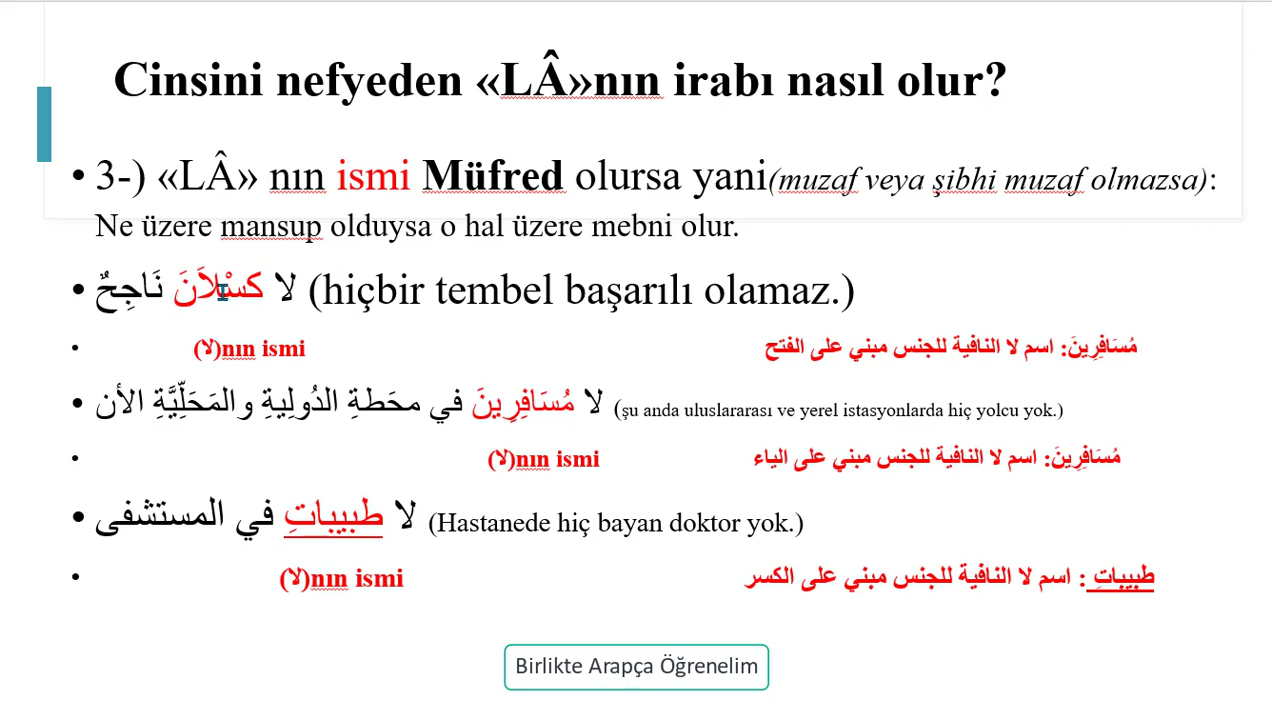 Cinsini nefyeden «LÂ»nın irabı nasıl olur?
• 3-) «LÂ» nın ismi Müfred olursa yani(muzaf veya şibhi muzaf olmazsa):
Ne üzere mansup olduysa o hal üzere mebni olur.
• لا كسْلاَنَ نَاجِحٌ (hiçbir tembel başarılı olamaz.)
• (لا)nın ismi مُسَافِرِينَ: اسم لا النافية للجنس مبني على الفتح
• لا مُسَافِرِينَ في محَطةِ الدُولِيةِ والمَحَلِّيَّةِ الأن (şu anda uluslararası ve yerel istasyonlarda hiç yolcu yok.)
• (لا)nın ismi مُسَافِرِينَ: اسم لا النافية للجنس مبني على الياء
• لا طبيباتِ في المستشفى (Hastanede hiç bayan doktor yok.)
• (لا)nın ismi طبيباتِ : اسم لا النافية للجنس مبني على الكسر
Birlikte Arapça Öğrenelim